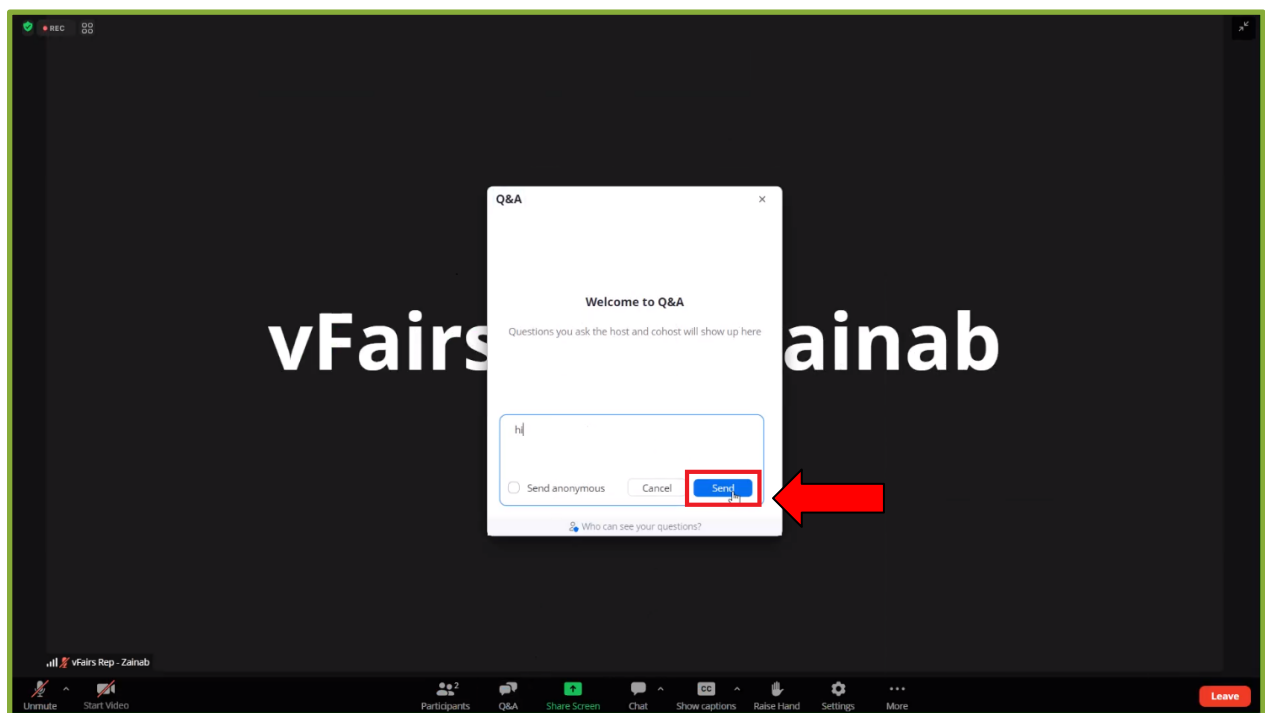 REC
Q&A
Welcome to Q&A
Questions you ask the host and cohost will show up here
vFairs ainab
hi
Send anonymous Cancel Send
Who can see your questions?
vFairs Rep - Zainab
2
CC
Unmute Start Video Participants Q&A Share Screen Chat Show captions Raise Hand Settings More Leave